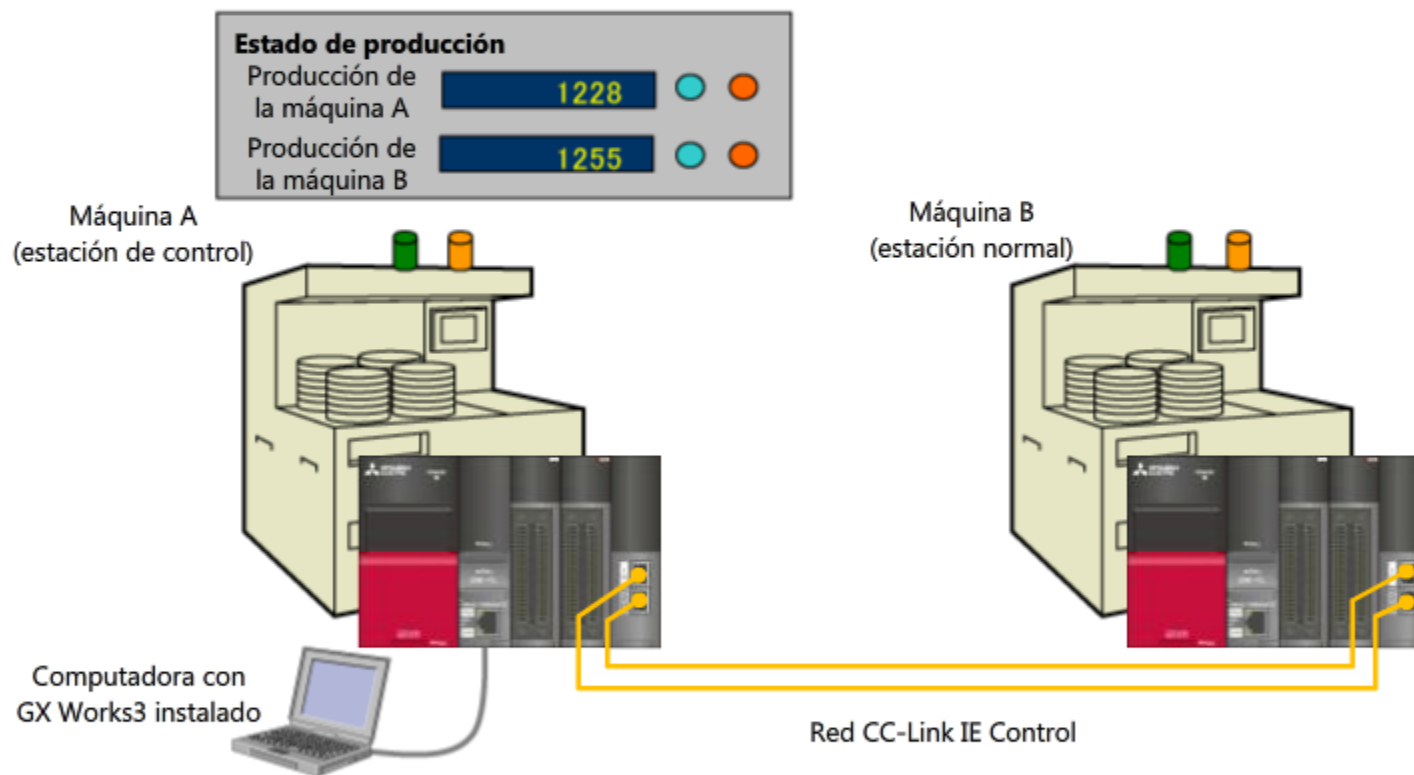 Estado de producción
Producción de
la máquina A
1228
Producción de
la máquina B
1255
Máquina A
(estación de control)
Máquina B
(estación normal)
Computadora con
GX Works3 instalado
Red CC-Link IE Control